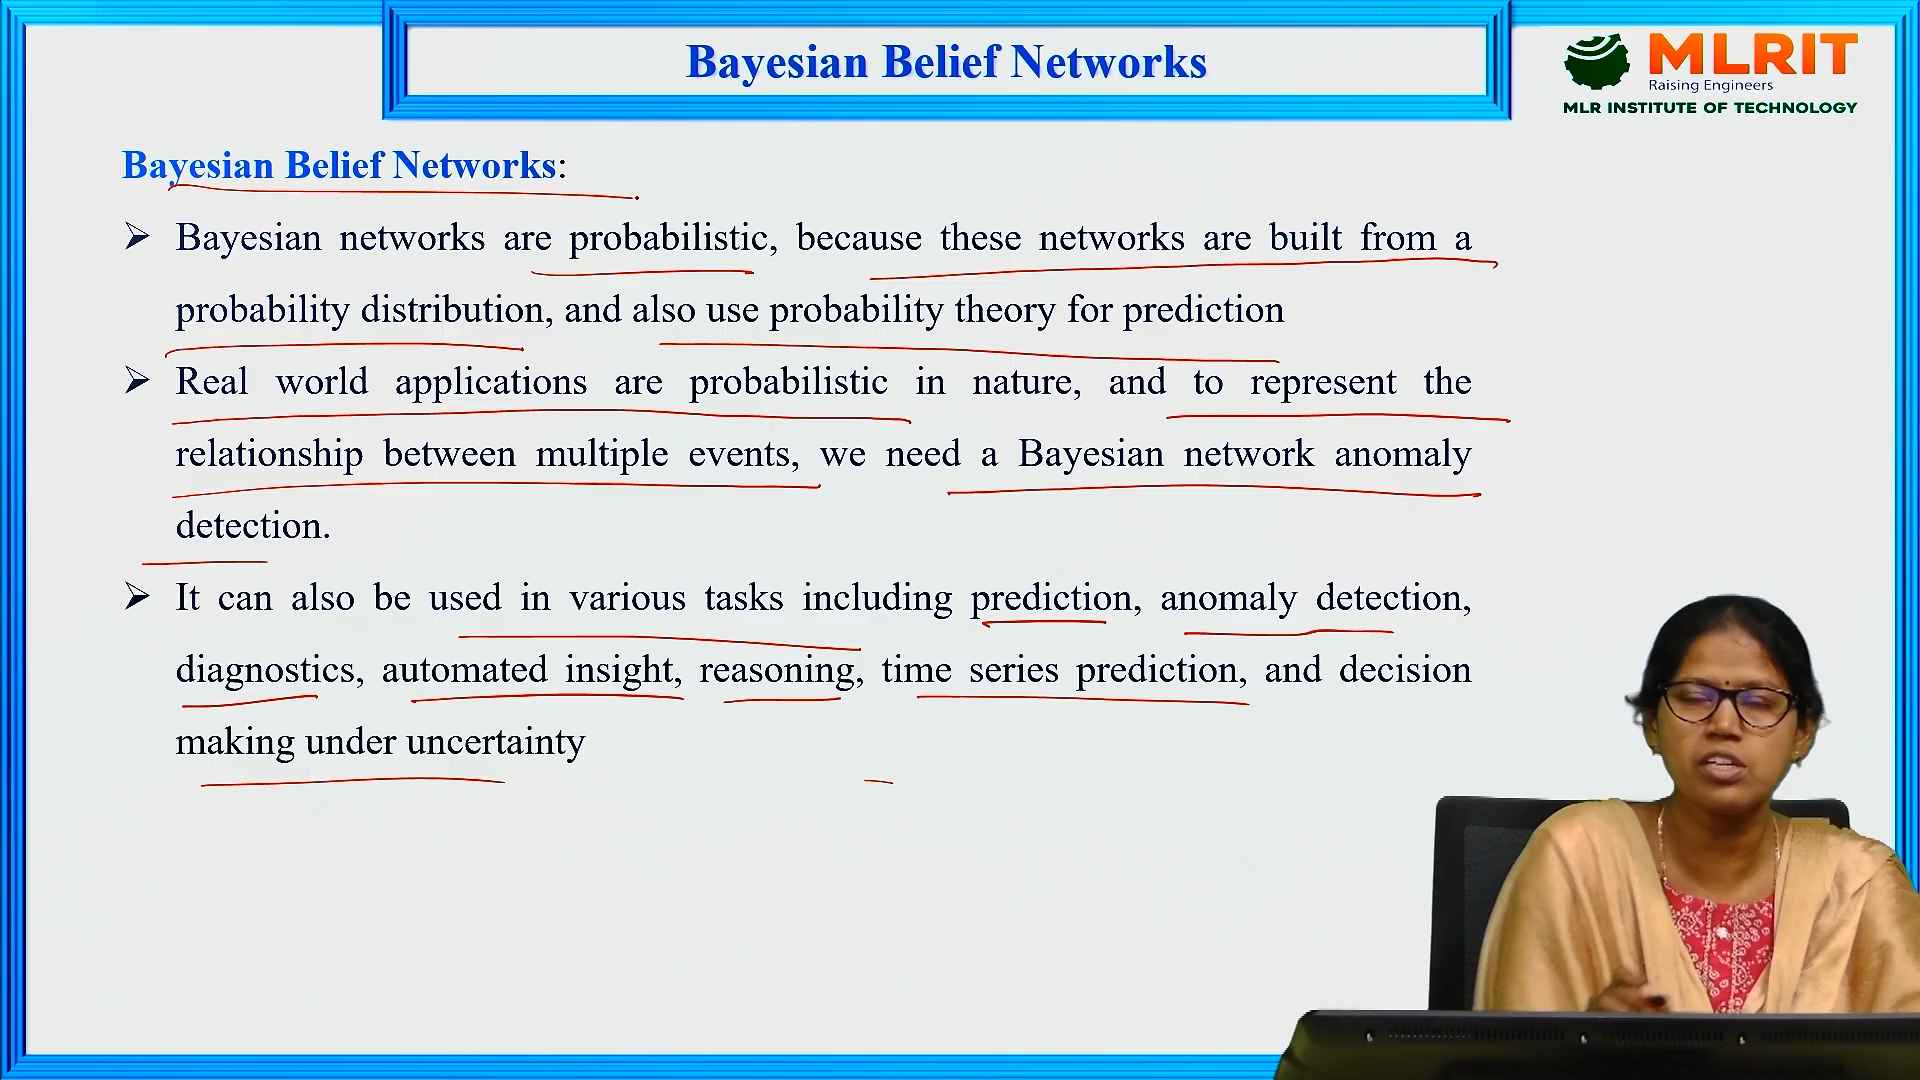 Bayesian Belief Networks
MLRIT
Raising Engineers
MLR INSTITUTE OF TECHNOLOGY
Bayesian Belief Networks:
➢ Bayesian networks are probabilistic, because these networks are built from a
probability distribution, and also use probability theory for prediction
➢ Real world applications are probabilistic in nature, and to represent the
relationship between multiple events, we need a Bayesian network anomaly
detection.
➢ It can also be used in various tasks including prediction, anomaly detection,
diagnostics, automated insight, reasoning, time series prediction, and decision
making under uncertainty